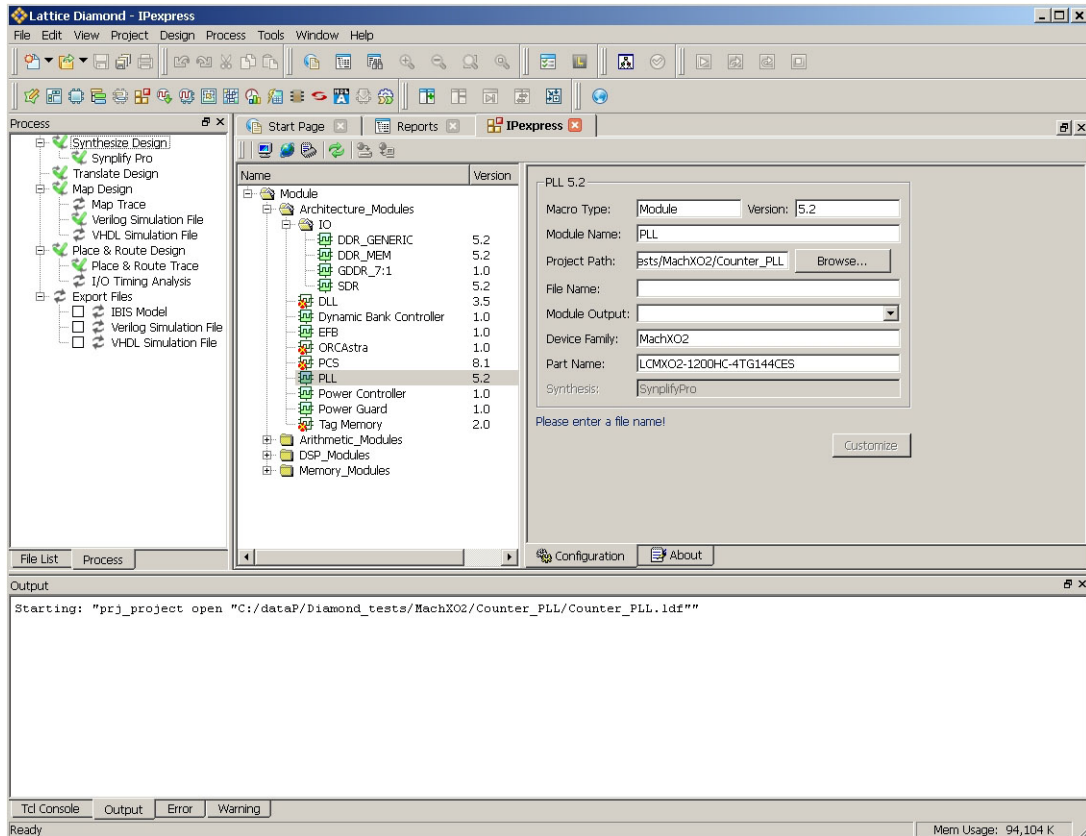 Lattice Diamond - IPexpress
File Edit View Project Design Process Tools Window Help
Process
Start Page
Reports
IPexpress
Synthesize Design
Synplify Pro
Translate Design
Map Design
Map Trace
Verilog Simulation File
VHDL Simulation File
Place & Route Design
Place & Route Trace
I/O Timing Analysis
Export Files
IBIS Model
Verilog Simulation File
VHDL Simulation File
File List Process
Name Version
Module
Architecture_Modules
IO
DDR_GENERIC 5.2
DDR_MEM 5.2
GDDR_7:1 1.0
SDR 5.2
DLL 3.5
Dynamic Bank Controller 1.0
EFB 1.0
ORCAstra 1.0
PCS 8.1
PLL 5.2
Power Controller 1.0
Power Guard 1.0
Tag Memory 2.0
Arithmetic_Modules
DSP_Modules
Memory_Modules
PLL 5.2
Macro Type: Module Version: 5.2
Module Name: PLL
Project Path: ests/MachXO2/Counter_PLL Browse...
File Name:
Module Output:
Device Family: MachXO2
Part Name: LCMXO2-1200HC-4TG144CES
Synthesis: SynplifyPro
Please enter a file name!
Customize
Configuration About
Output
Starting: "prj_project open "C:/dataP/Diamond_tests/MachXO2/Counter_PLL/Counter_PLL.ldf""
Tcl Console Output Error Warning
Ready Mem Usage: 94,104 K